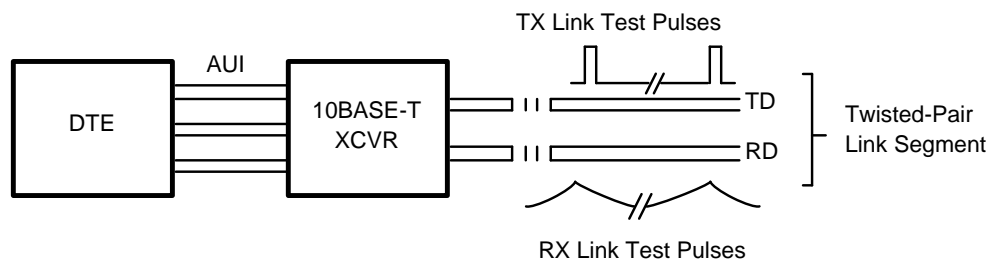 TX Link Test Pulses
AUI
DTE
10BASE-T
XCVR
TD
RD
Twisted-Pair
Link Segment
RX Link Test Pulses